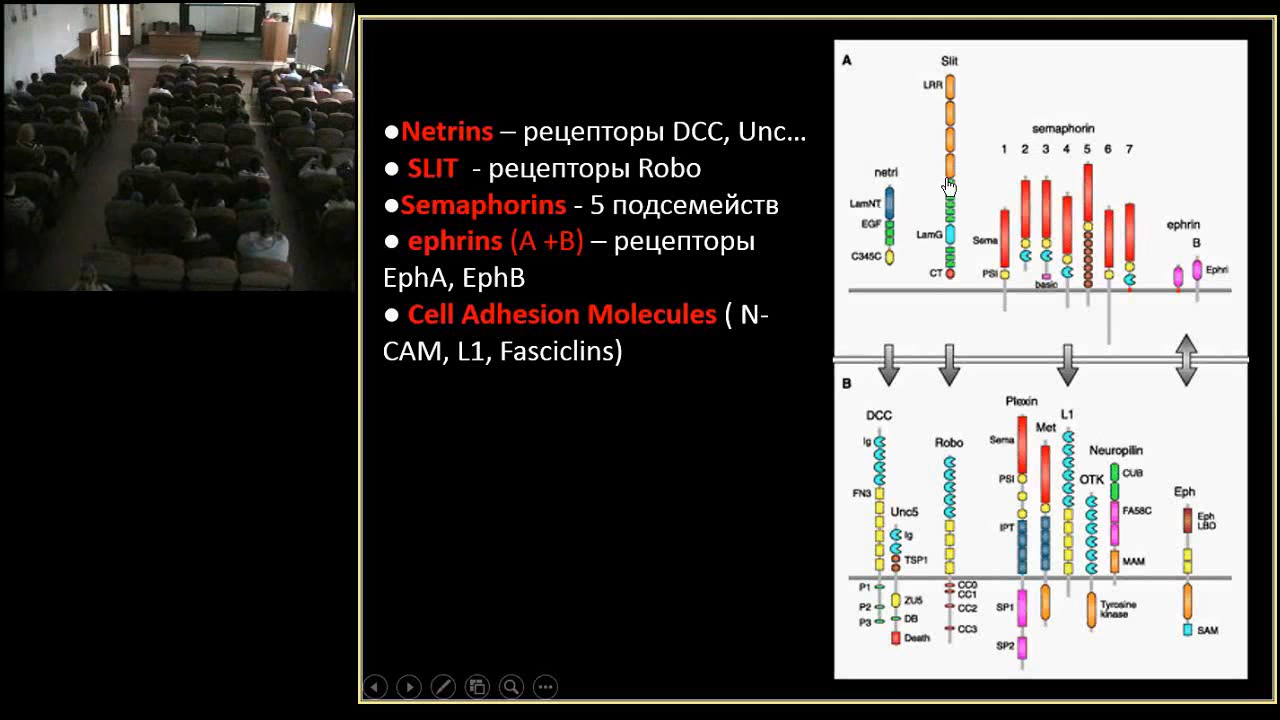 ●Netrins – рецепторы DCC, Unc...
● SLIT - рецепторы Robo
●Semaphorins - 5 подсемейств
● ephrins (A +B) – рецепторы
EphA, EphB
● Cell Adhesion Molecules ( N-
CAM, L1, Fasciclins)
A
Slit
LRR
semaphorin
1 2 3 4 5 6 7
netri
LamNT
EGF
C345C
LamG
CT
Sema
PSI
basic
ephrin
B
Ephri
B
DCC
Ig
FN3
Unc5
Ig
TSP1
P1
P2
P3
ZU5
DB
Death
Robo
CC0
CC1
CC2
CC3
Plexin
Sema
PSI
IPT
SP1
SP2
Met
L1
OTK
Tyrosine
kinase
Neuropilin
CUB
FA58C
MAM
Eph
Eph
LBD
SAM